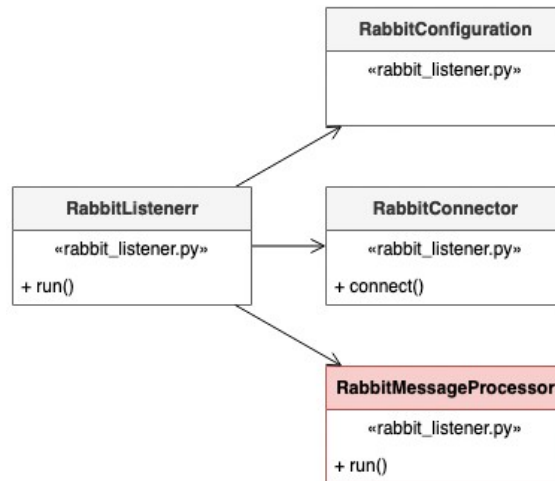 RabbitConfiguration
«rabbit_listener.py»
RabbitListenerr
«rabbit_listener.py»
+ run()
RabbitConnector
«rabbit_listener.py»
+ connect()
RabbitMessageProcessor
«rabbit_listener.py»
+ run()